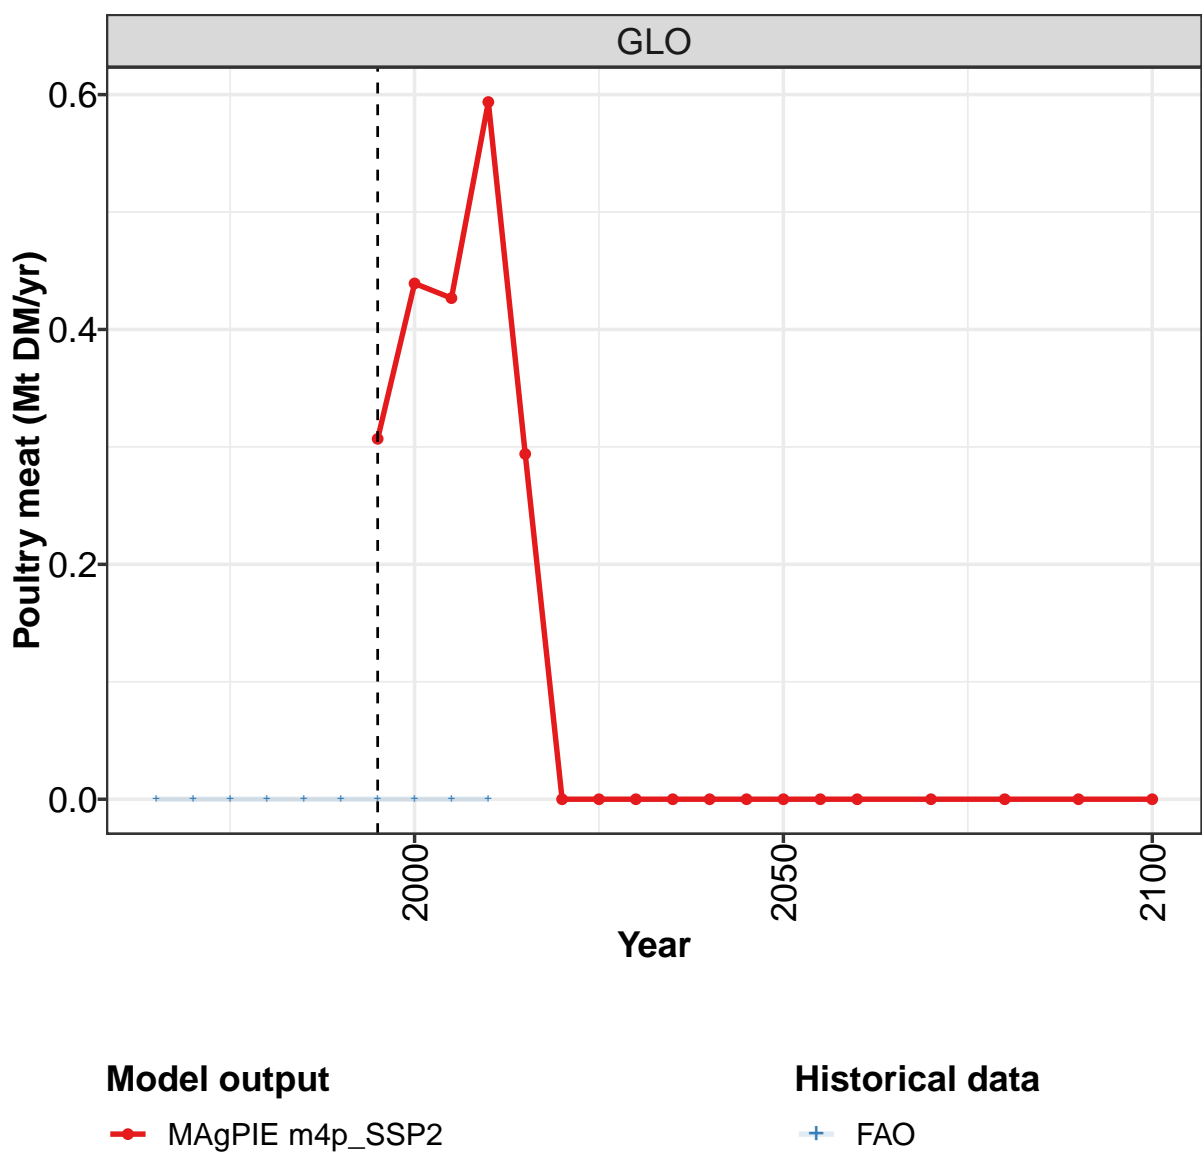 GLO
Poultry meat (Mt DM/yr)
0.6
0.4
0.2
0.0
2000
2050
2100
Year
Model output
MAgPIE m4p_SSP2
Historical data
FAO